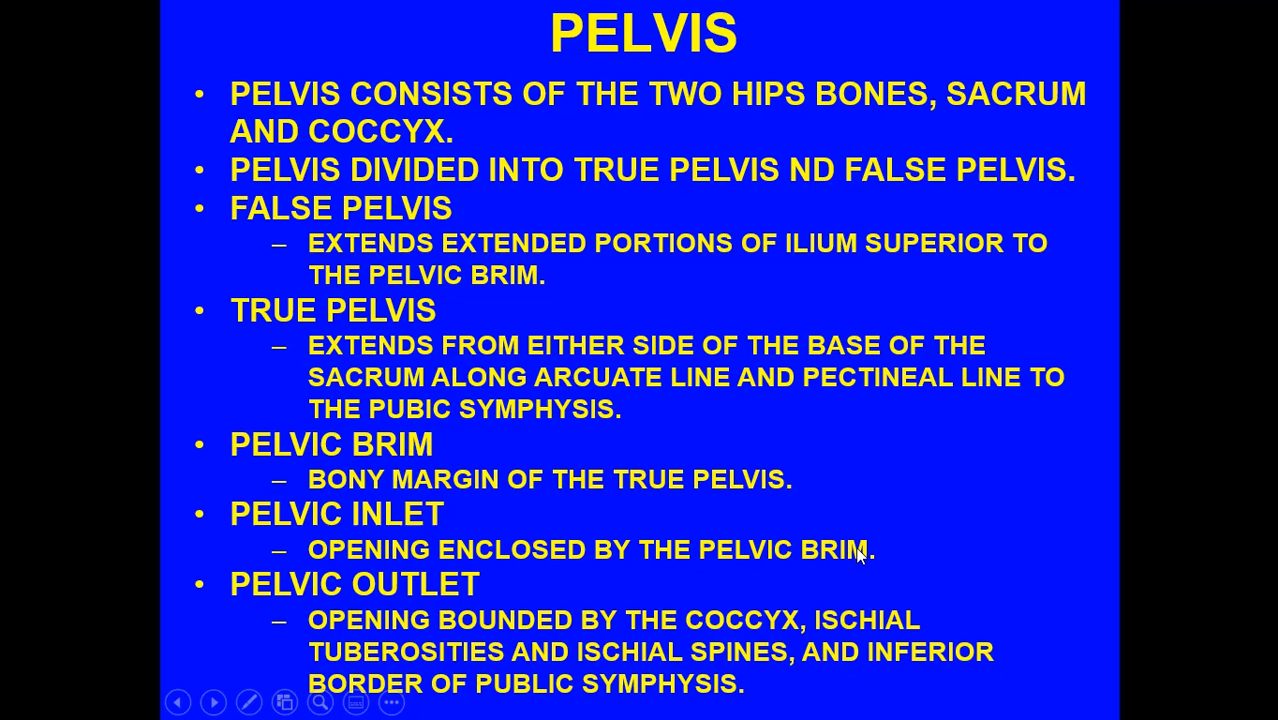 PELVIS
• PELVIS CONSISTS OF THE TWO HIPS BONES, SACRUM
AND COCCYX.
• PELVIS DIVIDED INTO TRUE PELVIS ND FALSE PELVIS.
• FALSE PELVIS
– EXTENDS EXTENDED PORTIONS OF ILIUM SUPERIOR TO
THE PELVIC BRIM.
• TRUE PELVIS
– EXTENDS FROM EITHER SIDE OF THE BASE OF THE
SACRUM ALONG ARCUATE LINE AND PECTINEAL LINE TO
THE PUBIC SYMPHYSIS.
• PELVIC BRIM
– BONY MARGIN OF THE TRUE PELVIS.
• PELVIC INLET
– OPENING ENCLOSED BY THE PELVIC BRIM.
• PELVIC OUTLET
– OPENING BOUNDED BY THE COCCYX, ISCHIAL
TUBEROSITIES AND ISCHIAL SPINES, AND INFERIOR
BORDER OF PUBLIC SYMPHYSIS.